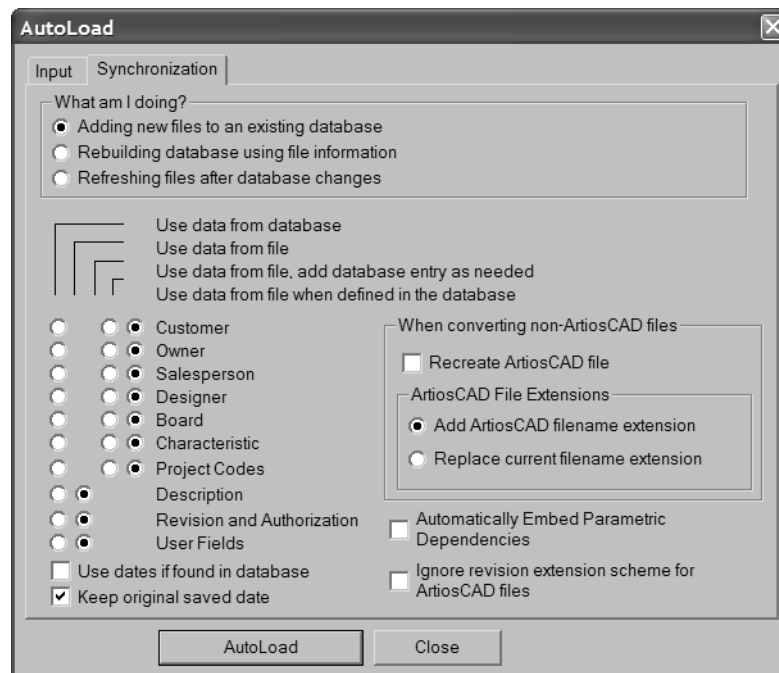 AutoLoad
Input
Synchronization
What am I doing?
Adding new files to an existing database
Rebuilding database using file information
Refreshing files after database changes
Use data from database
Use data from file
Use data from file, add database entry as needed
Use data from file when defined in the database
Customer
Owner
Salesperson
Designer
Board
Characteristic
Project Codes
Description
Revision and Authorization
User Fields
Use dates if found in database
Keep original saved date
When converting non-ArtiosCAD files
Recreate ArtiosCAD file
ArtiosCAD File Extensions
Add ArtiosCAD filename extension
Replace current filename extension
Automatically Embed Parametric
Dependencies
Ignore revision extension scheme for
ArtiosCAD files
AutoLoad
Close